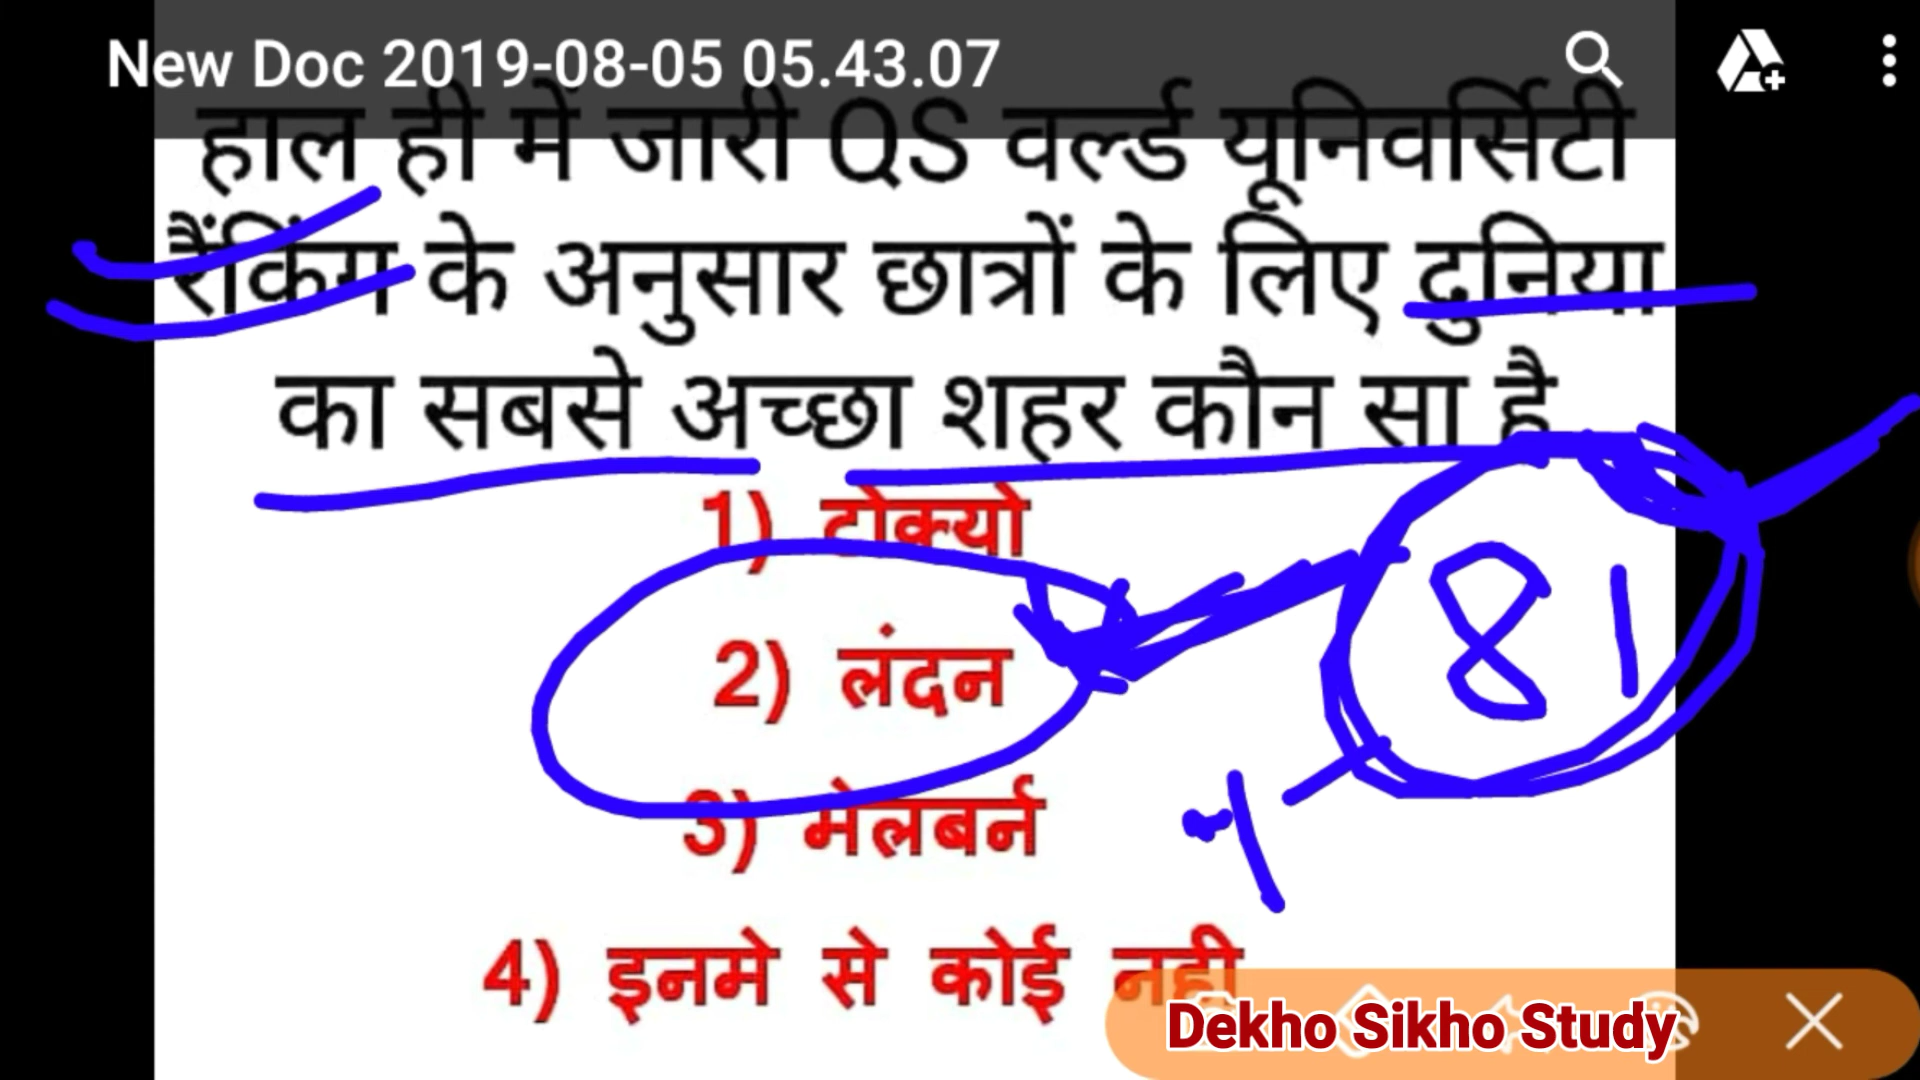 New Doc 2019-08-05 05.43.07
हाल ही में जारी QS वर्ल्ड यूनिवर्सिटी
रैंकिंग के अनुसार छात्रों के लिए दुनिया
का सबसे अच्छा शहर कौन सा है
1) टोक्यो
2) लंदन
81
3) मेलबर्न
4) इनमे से कोई नही
Dekho Sikho Study